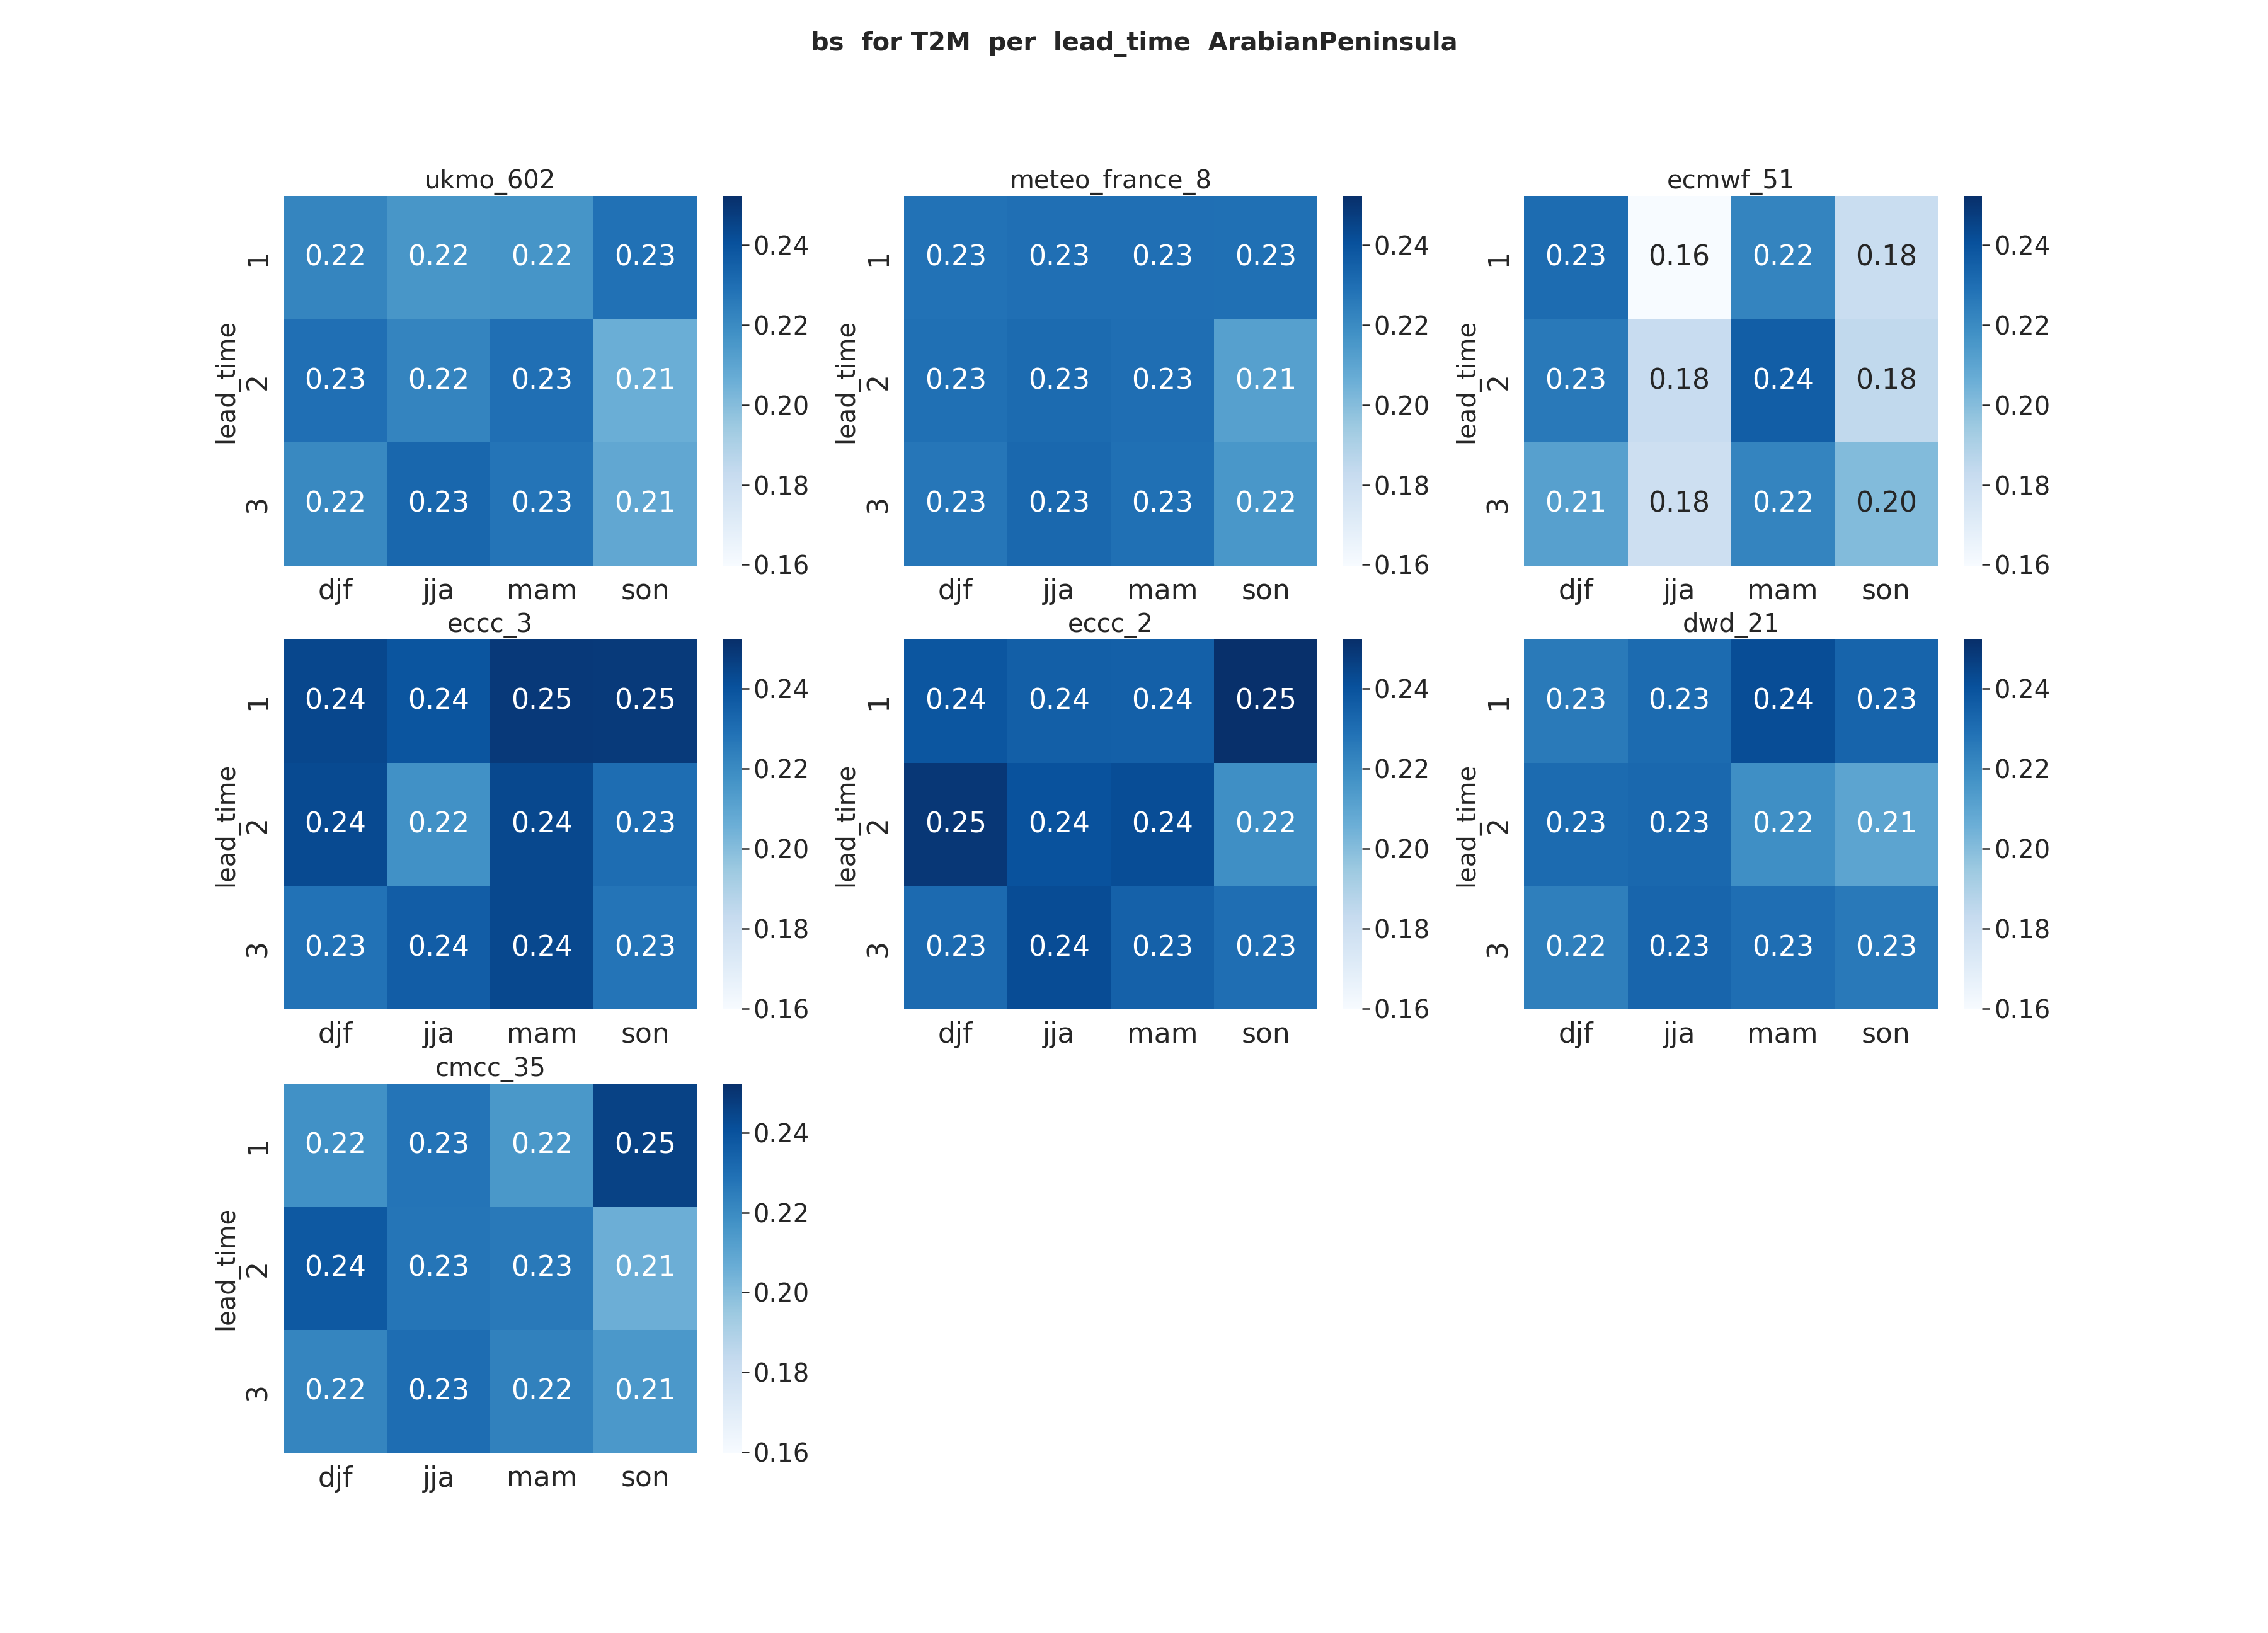 bs for T2M per lead_time ArabianPeninsula
ukmo_602
meteo_france_8
ecmwf_51
lead_time
1
2
3
0.22 0.22 0.22 0.23
0.23 0.22 0.23 0.21
0.22 0.23 0.23 0.21
djf jja mam son
0.24
0.22
0.20
0.18
0.16
lead_time
1
2
3
0.23 0.23 0.23 0.23
0.23 0.23 0.23 0.21
0.23 0.23 0.23 0.22
djf jja mam son
0.24
0.22
0.20
0.18
0.16
lead_time
1
2
3
0.23 0.16 0.22 0.18
0.23 0.18 0.24 0.18
0.21 0.18 0.22 0.20
djf jja mam son
0.24
0.22
0.20
0.18
0.16
eccc_3
eccc_2
dwd_21
lead_time
1
2
3
0.24 0.24 0.25 0.25
0.24 0.22 0.24 0.23
0.23 0.24 0.24 0.23
djf jja mam son
0.24
0.22
0.20
0.18
0.16
lead_time
1
2
3
0.24 0.24 0.24 0.25
0.25 0.24 0.24 0.22
0.23 0.24 0.23 0.23
djf jja mam son
0.24
0.22
0.20
0.18
0.16
lead_time
1
2
3
0.23 0.23 0.24 0.23
0.23 0.23 0.22 0.21
0.22 0.23 0.23 0.23
djf jja mam son
0.24
0.22
0.20
0.18
0.16
cmcc_35
lead_time
1
2
3
0.22 0.23 0.22 0.25
0.24 0.23 0.23 0.21
0.22 0.23 0.22 0.21
djf jja mam son
0.24
0.22
0.20
0.18
0.16